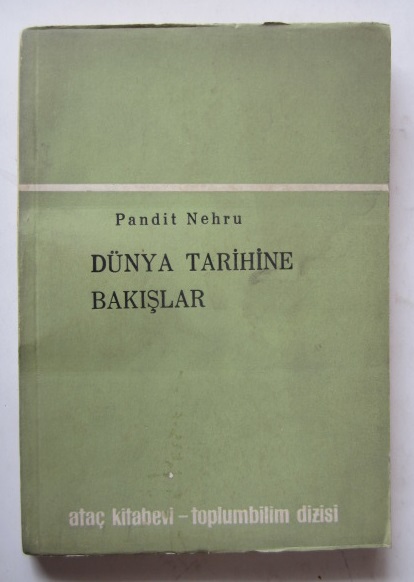 Pandit Nehru
DÜNYA TARİHİNE
BAKIŞLAR
ataç kitabevi – toplumbilim dizisi